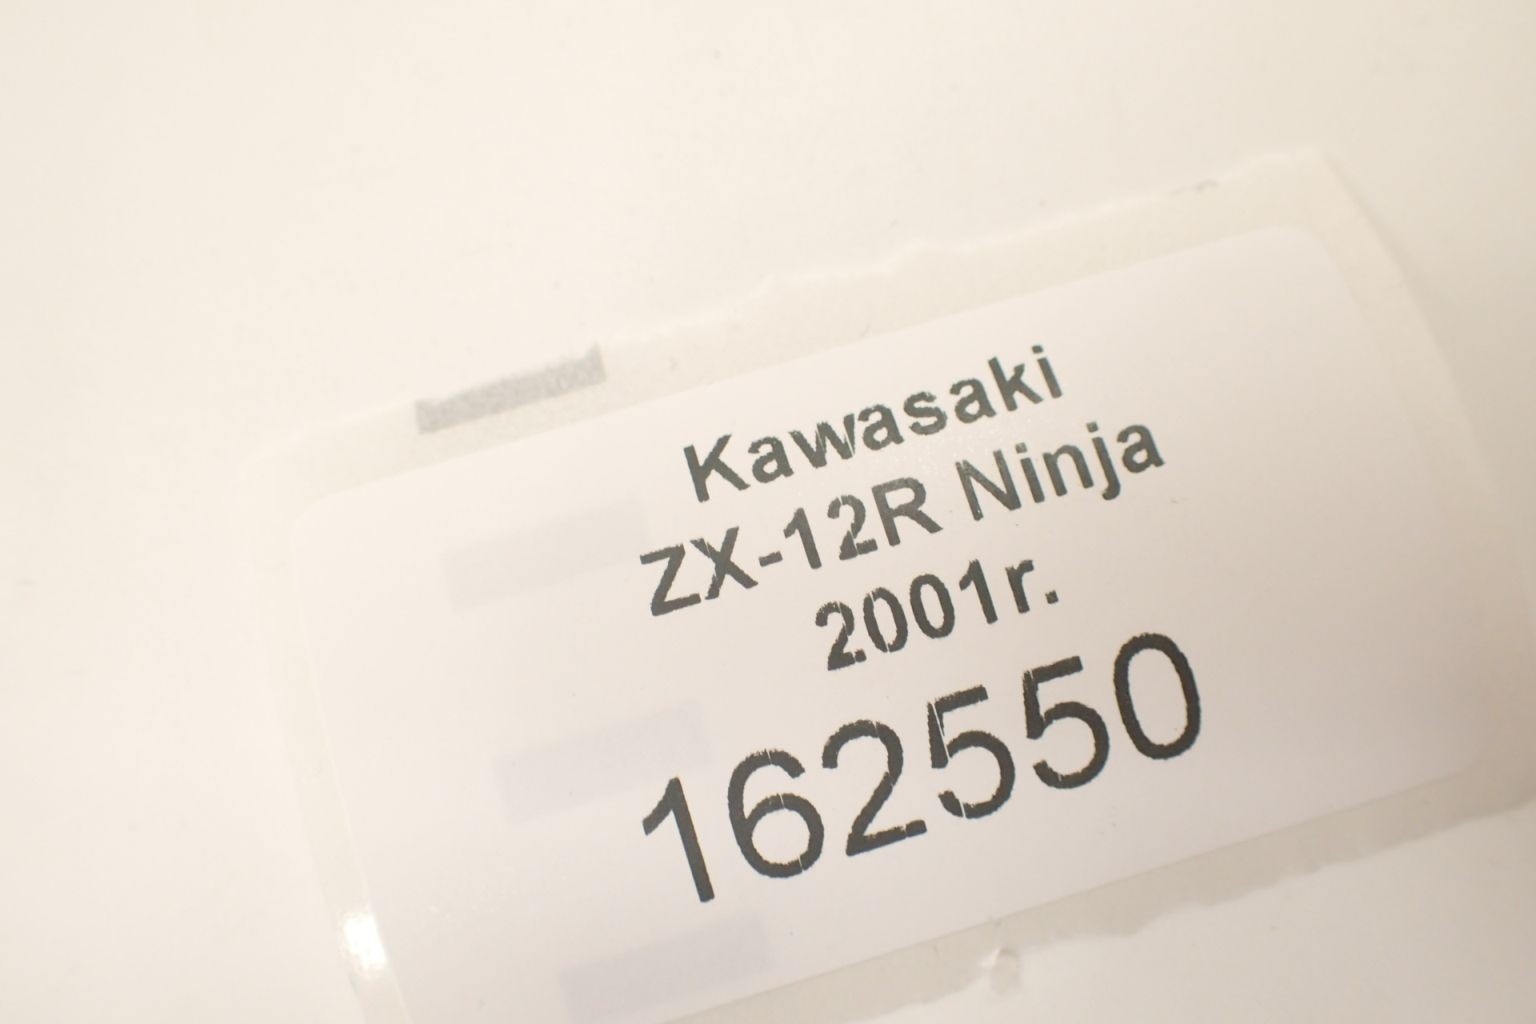 Kawasaki
ZX-12R Ninja
2001r.
162550